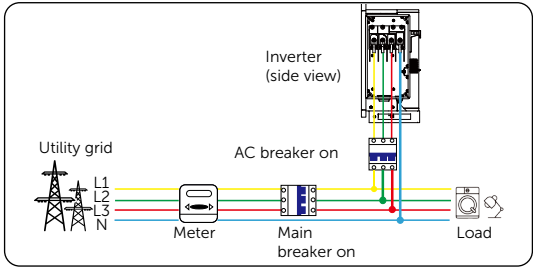 Inverter
(side view)
Utility grid
AC breaker on
L1
L2
L3
N
Meter
Main
breaker on
Load